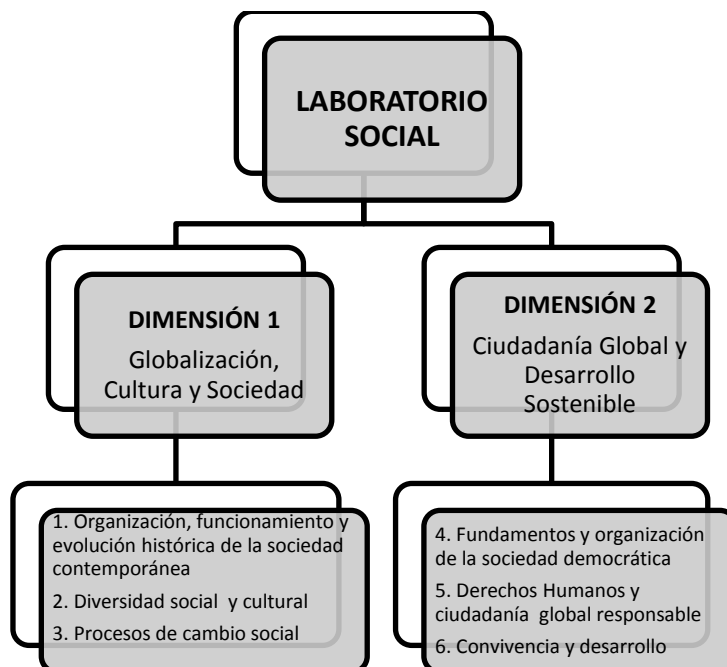 LABORATORIO
SOCIAL
DIMENSIÓN 1
Globalización,
Cultura y Sociedad
DIMENSIÓN 2
Ciudadanía Global y
Desarrollo
Sostenible
1. Organización, funcionamiento y
evolución histórica de la sociedad
contemporánea
2. Diversidad social y cultural
3. Procesos de cambio social
4. Fundamentos y organización
de la sociedad democrática
5. Derechos Humanos y
ciudadanía global responsable
6. Convivencia y desarrollo